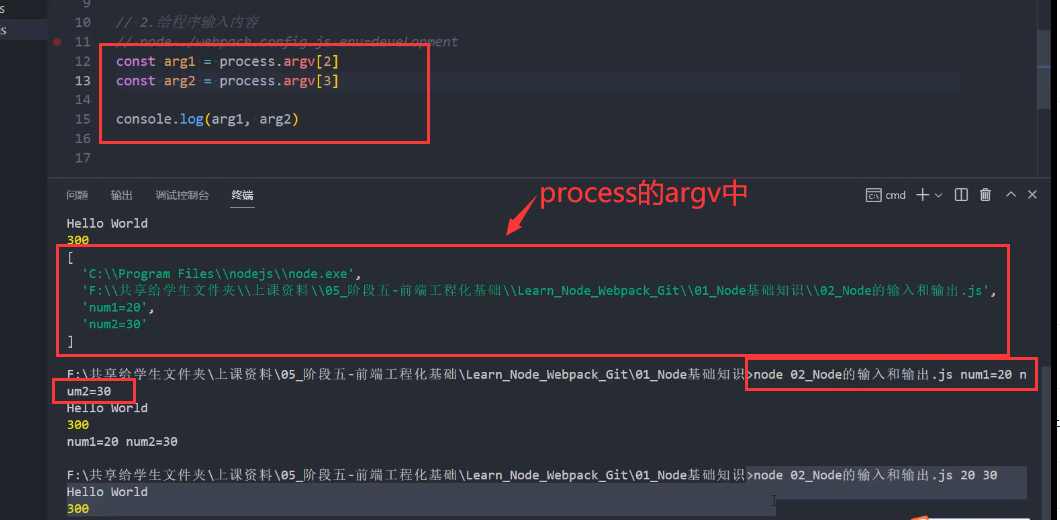 s
9
10 // 2.给程序输入内容
js
11 // node ./webpack.config.js env=development
12 const arg1 = process.argv[2]
13 const arg2 = process.argv[3]
14
15 console.log(arg1, arg2)
16
17
问题 输出 调试控制台 终端 cmd
process的argv中
Hello World
300
[
'C:\\Program Files\\nodejs\\node.exe',
'F:\\共享给学生文件夹\\上课资料\\05_阶段五-前端工程化基础\\Learn_Node_Webpack_Git\\01_Node基础知识\\02_Node的输入和输出.js',
'num1=20',
'num2=30'
]
F:\共享给学生文件夹\上课资料\05_阶段五-前端工程化基础\Learn_Node_Webpack_Git\01_Node基础知识>node 02_Node的输入和输出.js num1=20 n
um2=30
Hello World
300
num1=20 num2=30
F:\共享给学生文件夹\上课资料\05_阶段五-前端工程化基础\Learn_Node_Webpack_Git\01_Node基础知识>node 02_Node的输入和输出.js 20 30
Hello World
300